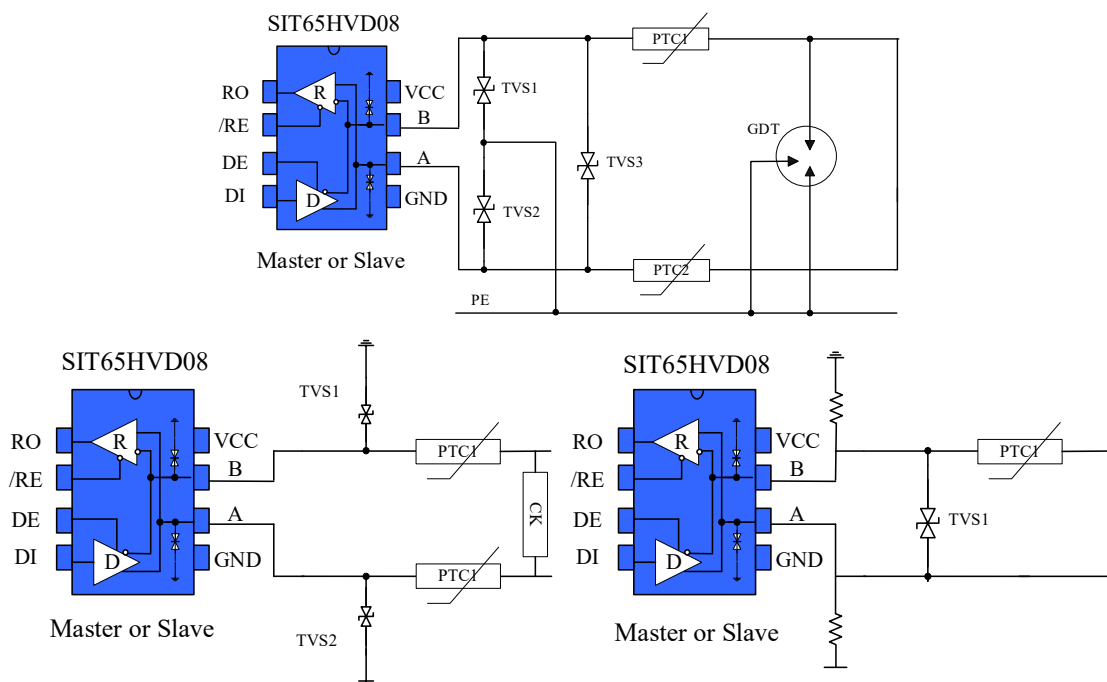 SIT65HVD08
RO
/RE
DE
DI
R
D
VCC
B
A
GND
Master or Slave
TVS1
TVS2
TVS3
PTC1
PTC2
GDT
PE
SIT65HVD08
RO
/RE
DE
DI
R
D
VCC
B
A
GND
Master or Slave
TVS1
TVS2
PTC1
PTC1
CK
SIT65HVD08
RO
/RE
DE
DI
R
D
VCC
B
A
GND
Master or Slave
PTC1
TVS1